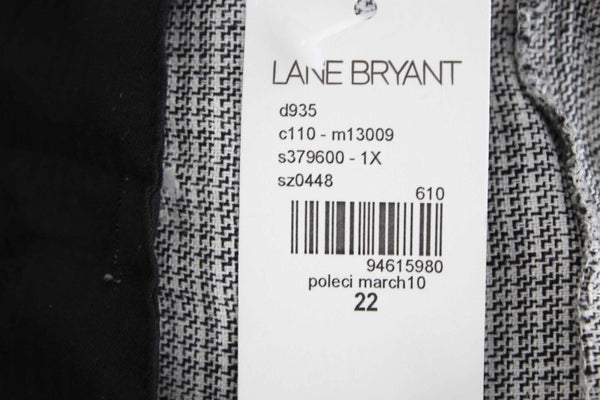 LANE BRYANT
d935
c110 - m13009
s379600 - 1X
sz0448
610
94615980
poleci march10
22